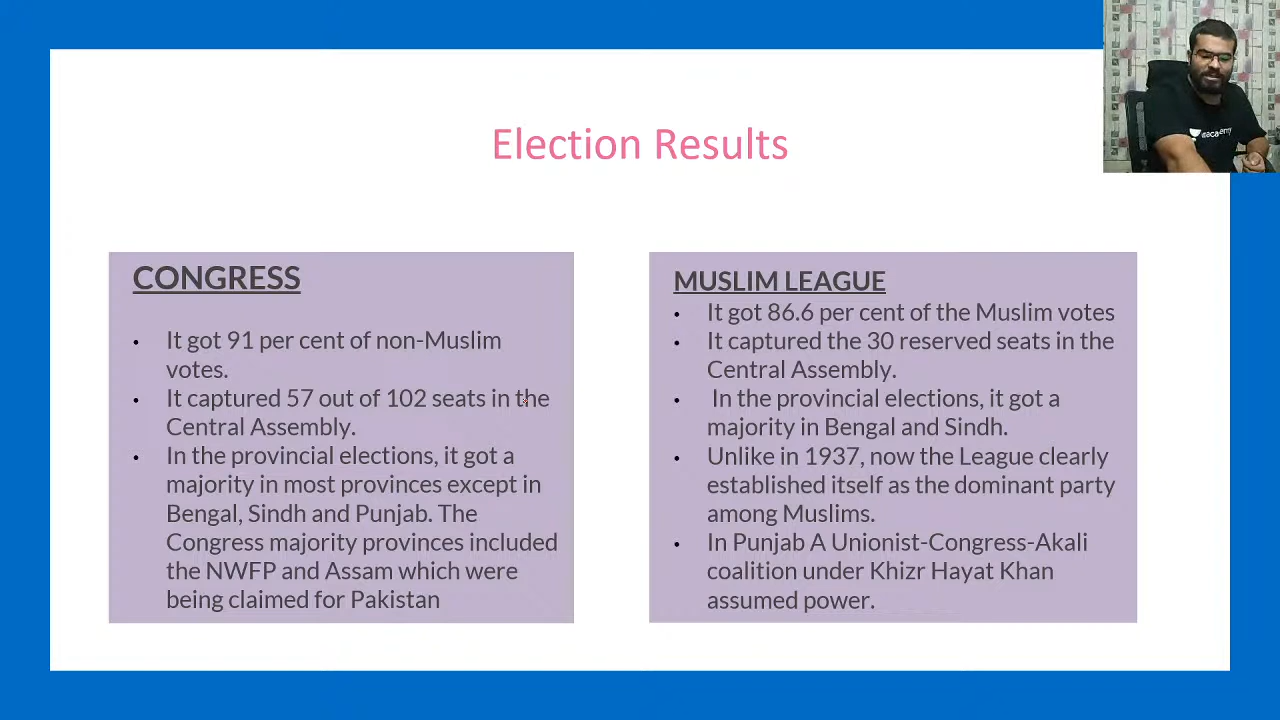 Election Results
CONGRESS
It got 91 per cent of non-Muslim
votes.
It captured 57 out of 102 seats in the
Central Assembly.
In the provincial elections, it got a
majority in most provinces except in
Bengal, Sindh and Punjab. The
Congress majority provinces included
the NWFP and Assam which were
being claimed for Pakistan
MUSLIM LEAGUE
It got 86.6 per cent of the Muslim votes
It captured the 30 reserved seats in the
Central Assembly.
In the provincial elections, it got a
majority in Bengal and Sindh.
Unlike in 1937, now the League clearly
established itself as the dominant party
among Muslims.
In Punjab A Unionist-Congress-Akali
coalition under Khizr Hayat Khan
assumed power.